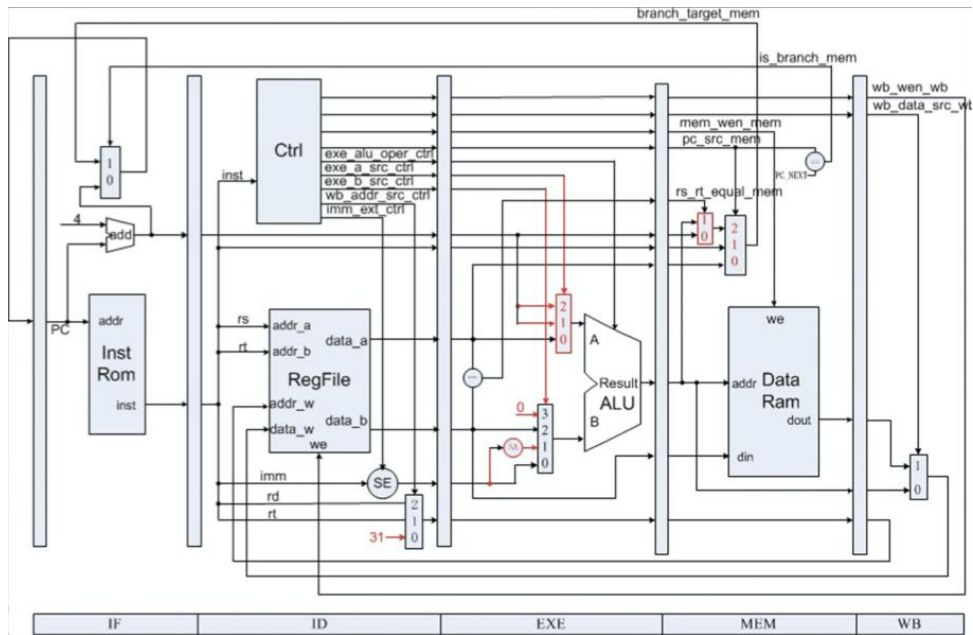 branch_target_mem
is_branch_mem
wb_wen_wb
wb_data_src_wb
mem_wen_mem
pc_src_mem
PC_NEXT
Ctrl
inst
exe_alu_oper_ctrl
exe_a_src_ctrl
exe_b_src_ctrl
wb_addr_src_ctrl
imm_ext_ctrl
rs_rt_equal_mem
1
0
4
add
PC
addr
Inst
Rom
inst
rs
rt
addr_a
addr_b
data_a
RegFile
addr_w
data_w
data_b
we
imm
SE
rd
rt
2
1
0
31
2
1
0
A
Result
ALU
B
0
3
2
1
0
1
0
2
1
0
we
addr
Data
Ram
dout
din
1
0
IF
ID
EXE
MEM
WB